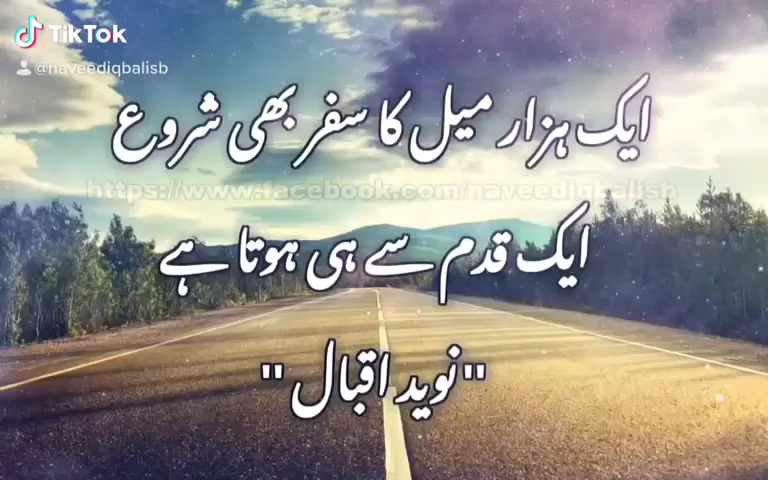 TikTok
@naveediqbalisb
ایک ہزار میل کا سفر بھی شروع
https://www.facebook.com/naveediqbalisb
ایک قدم سے ہی ہوتا ہے
"نوید اقبال"